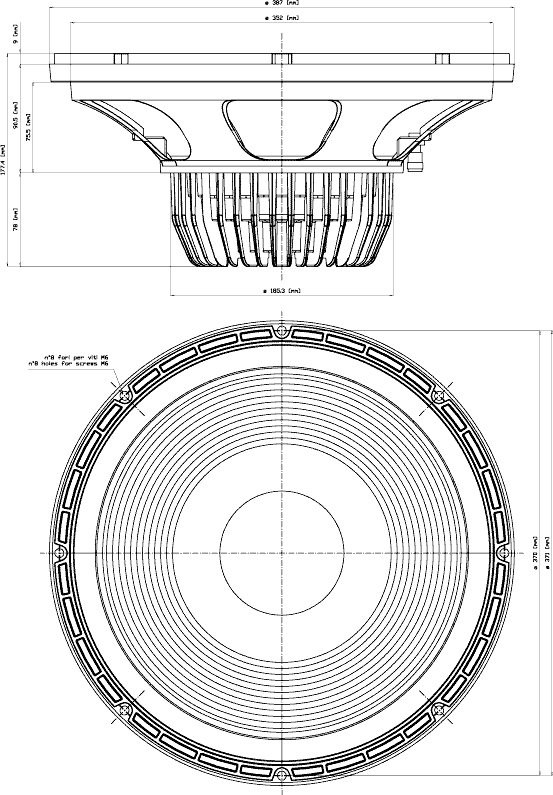 ø 387 [mm]
ø 352 [mm]
9 [mm]
90.5 [mm]
75.5 [mm]
177.4 [mm]
78 [mm]
ø 185.3 [mm]
n°8 fori per viti M6
n°8 holes for screws M6
ø 370 [mm]
ø 371 [mm]